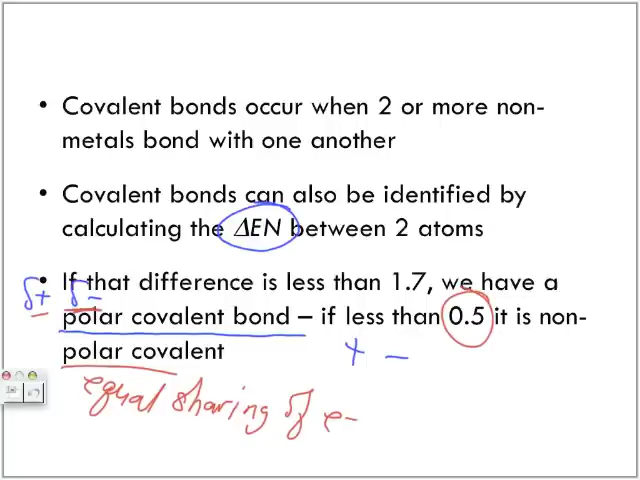 • Covalent bonds occur when 2 or more non-
metals bond with one another
• Covalent bonds can also be identified by
calculating the ΔEN between 2 atoms
• If that difference is less than 1.7, we have a
δ+ δ-
polar covalent bond – if less than 0.5 it is non-
polar covalent
+ -
equal sharing of e-